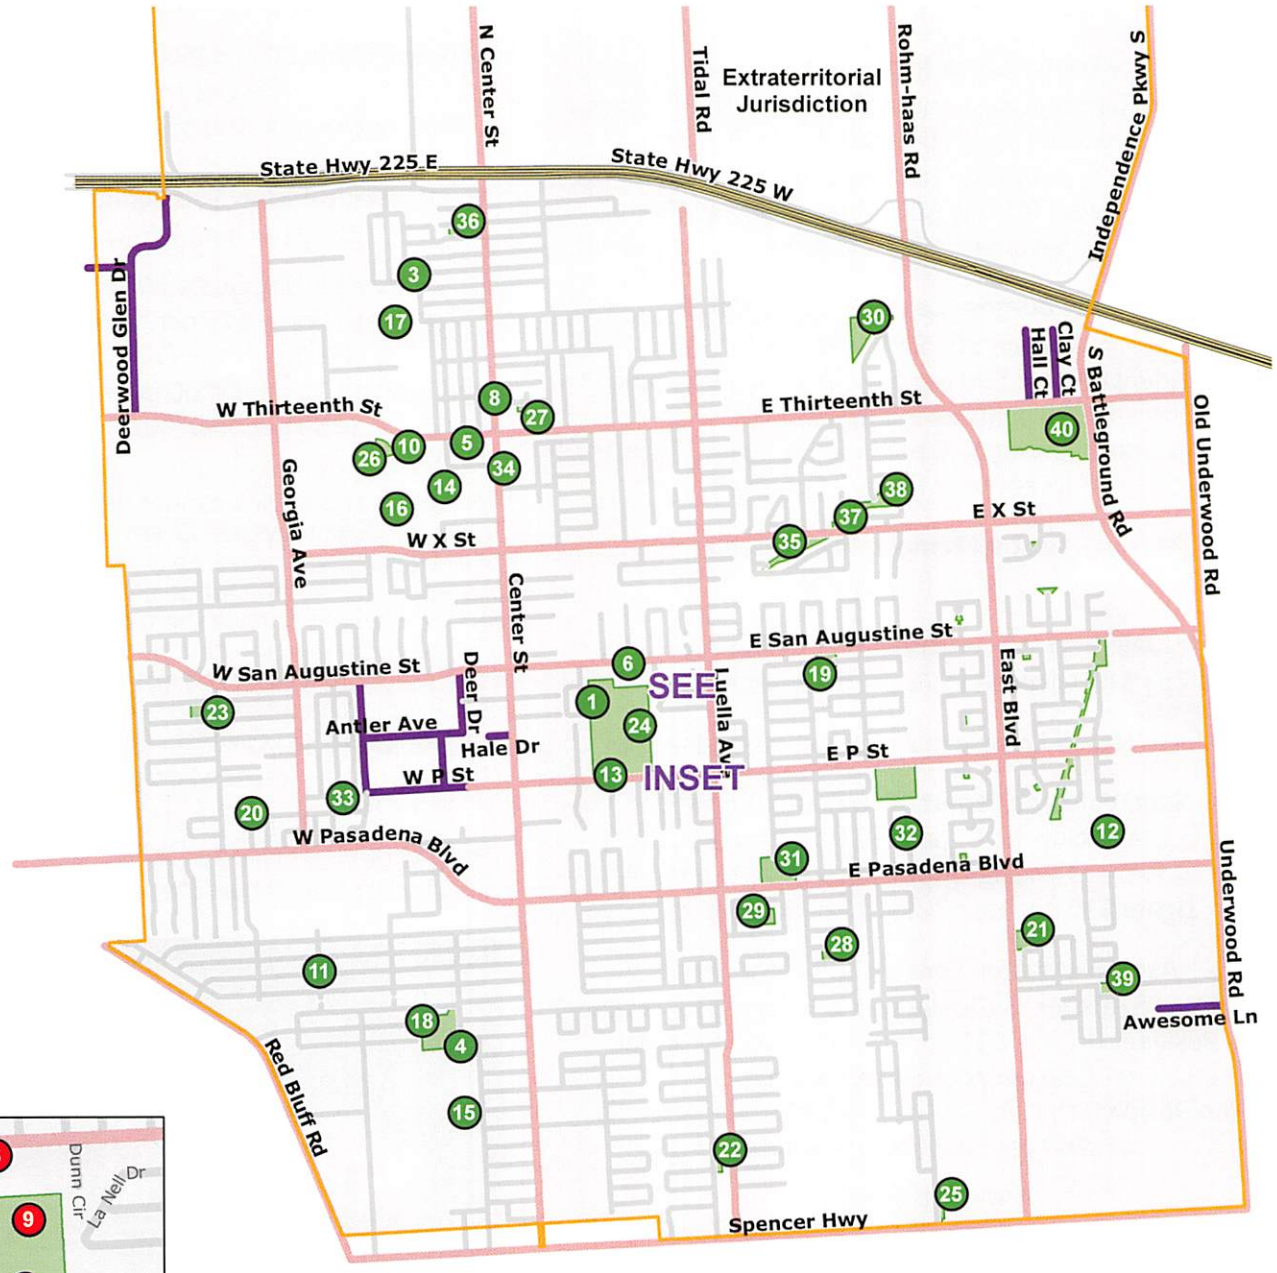 N Center St
Tidal Rd
Extraterritorial
Jurisdiction
Rohm-haas Rd
Independence Pkwy S
State Hwy 225 E
State Hwy 225 W
36
3
17
30
Deerwood Glen Dr
Hall Ct
Clay Ct
S Battleground Rd
Old Underwood Rd
W Thirteenth St
8
27
E Thirteenth St
40
26
10
5
34
14
16
Georgia Ave
38
37
35
E X St
W X St
Center St
E San Augustine St
W San Augustine St
6
19
Deer Dr
SEE
1
24
Luella Ave
East Blvd
23
Antler Ave
Hale Dr
W P St
13
INSET
E P St
33
20
W Pasadena Blvd
32
12
31
E Pasadena Blvd
29
28
21
39
Underwood Rd
Awesome Ln
11
18
4
15
Red Bluff Rd
22
25
Spencer Hwy
Dunn Cir
La Nell Dr
9